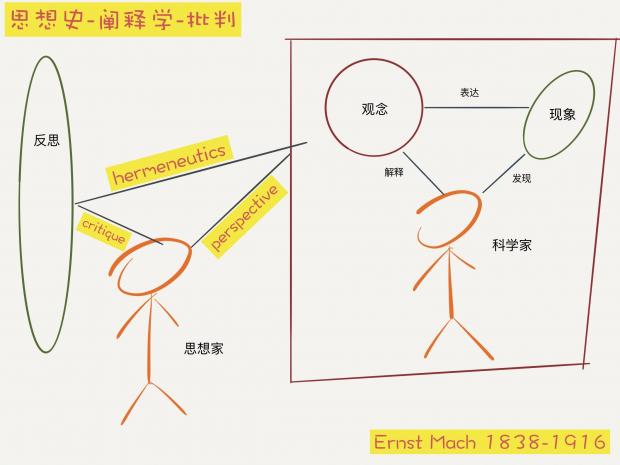 思想史-阐释学-批判
反思
hermeneutics
critique
perspective
思想家
观念
表达
现象
解释
发现
科学家
Ernst Mach 1838-1916